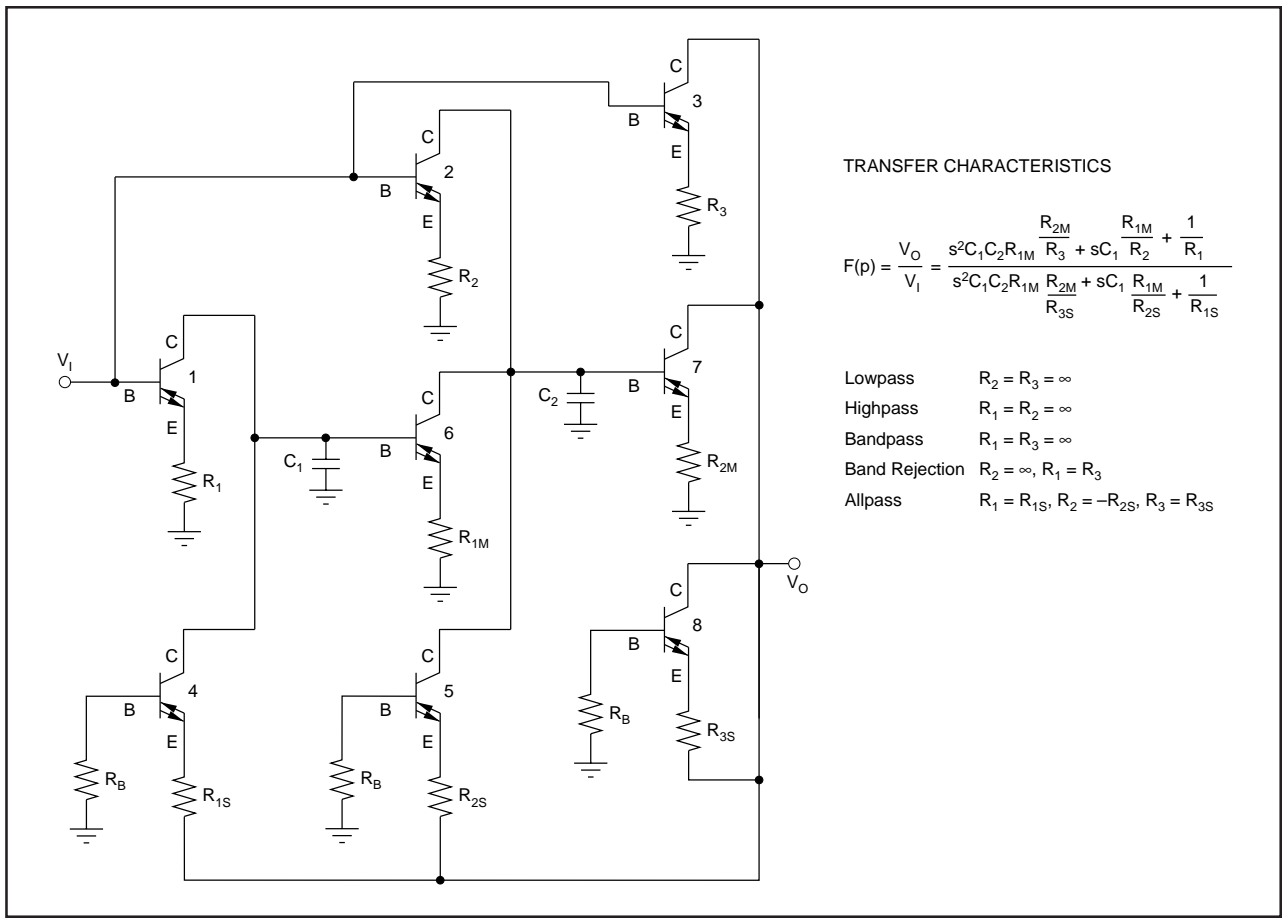 C
3
B
E
R3
C
2
B
E
R2
TRANSFER CHARACTERISTICS
F(p) = VO/VI = (s²C1C2R1M R2M/R3 + sC1 R1M/R2 + 1/R1) / (s²C1C2R1M R2M/R3S + sC1 R1M/R2S + 1/R1S)
VI
C
1
B
E
R1
C1
C
6
B
E
R1M
C2
C
7
B
E
R2M
Lowpass R2 = R3 = ∞
Highpass R1 = R2 = ∞
Bandpass R1 = R3 = ∞
Band Rejection R2 = ∞, R1 = R3
Allpass R1 = R1S, R2 = –R2S, R3 = R3S
VO
C
4
B
E
RB
R1S
C
5
B
E
RB
R2S
C
8
B
E
RB
R3S